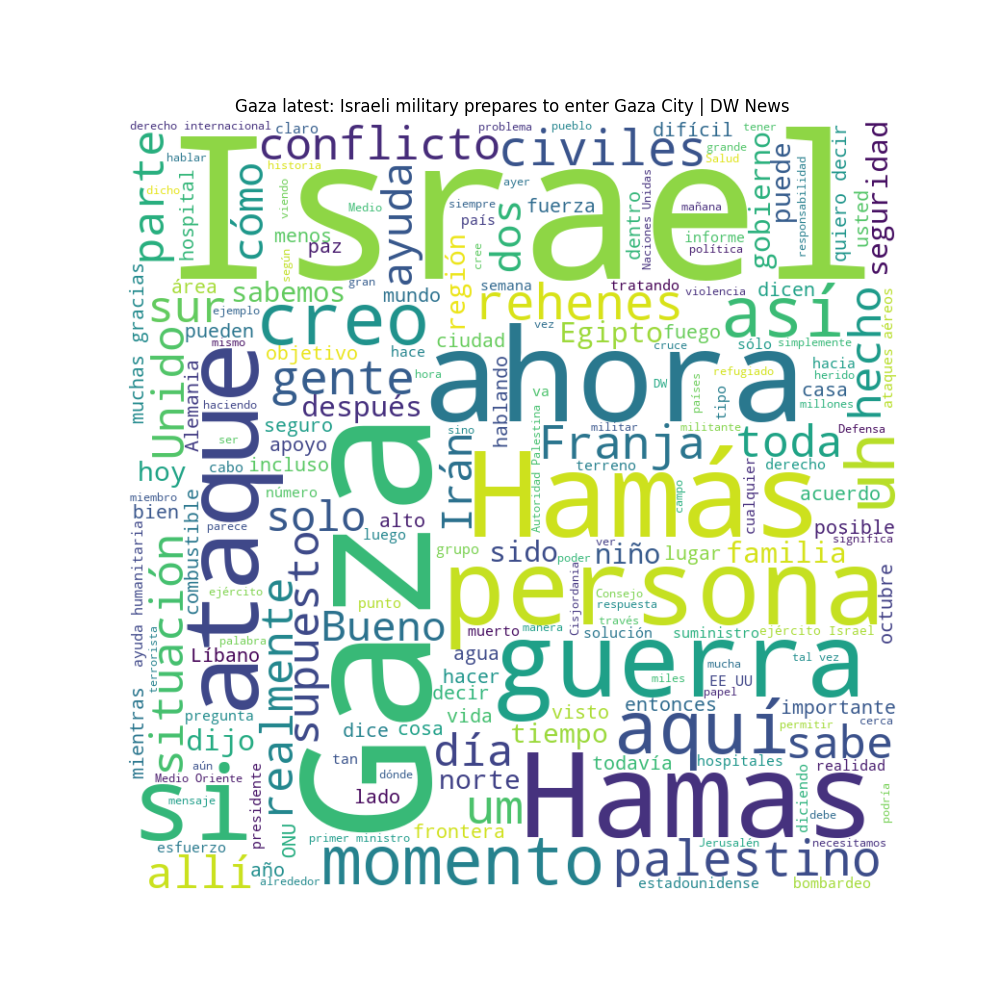 Gaza latest: Israeli military prepares to enter Gaza City | DW News
derecho internacional
claro
problema
pueblo
difícil
tener
conflicto
civiles
Israel
parte
hablar
hospital
dicho
cómo
historia
viendo
Medio
ayuda
ayer
siempre
país
cree
dos
fuerza
dentro
Naciones Unidas
grande
Salud
mañana
informe
política
gobierno
puede
responsabilidad
quiero decir
usted
seguridad
menos
paz
según
gran
región
área
sabemos
mundo
semana
tratando
violencia
dicen
muchas gracias
sur
ejemplo
pueden
mismo
Unido
creo
rehenes
así
hecho
ataques aéreos
vez
Egipto
fuego
sólo
simplemente
ciudad
hace
objetivo
hora
ahora
cruce
refugiado
hacia
herido
casa
millones
DW
países
tipo
va
Alemania
haciendo
ataque
gente
después
hablando
seguro
apoyo
ser
cabo
incluso
sino
militar
militante
Defensa
Franja
toda
uh
Autoridad Palestina
Irán
terreno
derecho
hoy
Gaza
Hamás
campo
cualquier
acuerdo
número
miembro
bien
combustible
parece
solo
alto
luego
posible
significa
grupo
sido
poder
ver
niño
lugar
familia
ayuda humanitaria
situación
supuesto
realmente
ejército
punto
persona
Cisjordania
Consejo
respuesta
través
octubre
Bueno
muerto
manera
solución
suministro
ejército Israel
palabra
terrorista
Líbano
agua
guerra
mucha
miles
tal vez
EE UU
papel
hacer
decir
mientras
pregunta
dijo
vida
visto
entonces
importante
permitir
cerca
dice
cosa
tiempo
aquí
sabe
aún
Medio Oriente
tan
dónde
día
norte
todavía
hospitales
realidad
si
mensaje
presidente
lado
um
Hamas
diciendo
debe
podría
ONU
primer ministro
frontera
Jerusalén
necesitamos
esfuerzo
allí
año
alrededor
momento
palestino
estadounidense
bombardeo